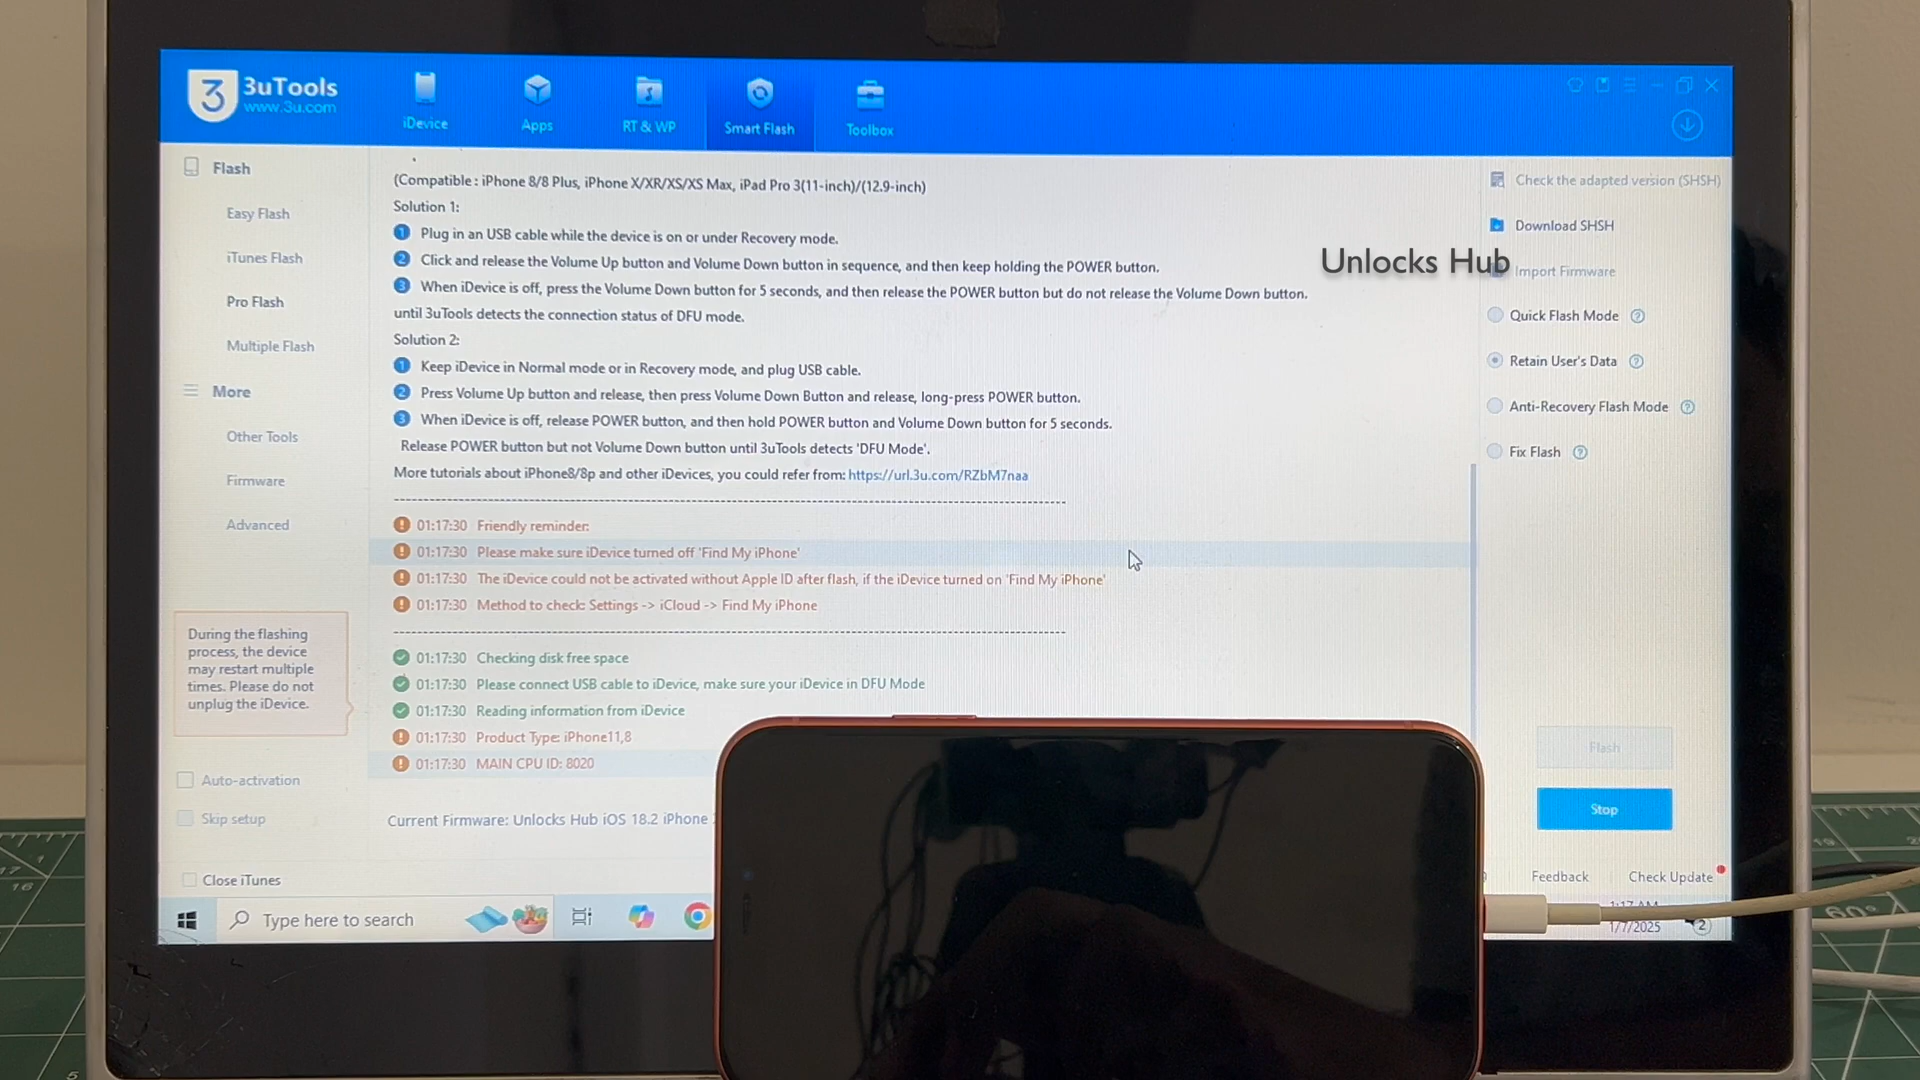 3 3uTools
www.3u.com
iDevice
Apps
RT & WP
Smart Flash
Toolbox
Flash
Easy Flash
iTunes Flash
Pro Flash
Multiple Flash
More
Other Tools
Firmware
Advanced
During the flashing
process, the device
may restart multiple
times. Please do not
unplug the iDevice.
Auto-activation
Skip setup
Close iTunes
(Compatible : iPhone 8/8 Plus, iPhone X/XR/XS/XS Max, iPad Pro 3(11-inch)/(12.9-inch)
Solution 1:
1 Plug in an USB cable while the device is on or under Recovery mode.
2 Click and release the Volume Up button and Volume Down button in sequence, and then keep holding the POWER button.
3 When iDevice is off, press the Volume Down button for 5 seconds, and then release the POWER button but do not release the Volume Down button.
until 3uTools detects the connection status of DFU mode.
Solution 2:
1 Keep iDevice in Normal mode or in Recovery mode, and plug USB cable.
2 Press Volume Up button and release, then press Volume Down Button and release, long-press POWER button.
3 When iDevice is off, release POWER button, and then hold POWER button and Volume Down button for 5 seconds.
Release POWER button but not Volume Down button until 3uTools detects 'DFU Mode'.
More tutorials about iPhone8/8p and other iDevices, you could refer from: https://url.3u.com/RZbM7naa
01:17:30 Friendly reminder:
01:17:30 Please make sure iDevice turned off 'Find My iPhone'
01:17:30 The iDevice could not be activated without Apple ID after flash, if the iDevice turned on 'Find My iPhone'
01:17:30 Method to check: Settings -> iCloud -> Find My iPhone
01:17:30 Checking disk free space
01:17:30 Please connect USB cable to iDevice, make sure your iDevice in DFU Mode
01:17:30 Reading information from iDevice
01:17:30 Product Type: iPhone11,8
01:17:30 MAIN CPU ID: 8020
Current Firmware: Unlocks Hub iOS 18.2 iPhone
Check the adapted version (SHSH)
Download SHSH
Unlocks Hub
Import Firmware
Quick Flash Mode
Retain User's Data
Anti-Recovery Flash Mode
Fix Flash
Flash
Stop
Feedback
Check Update
Type here to search
1:17 AM
1/7/2025
2